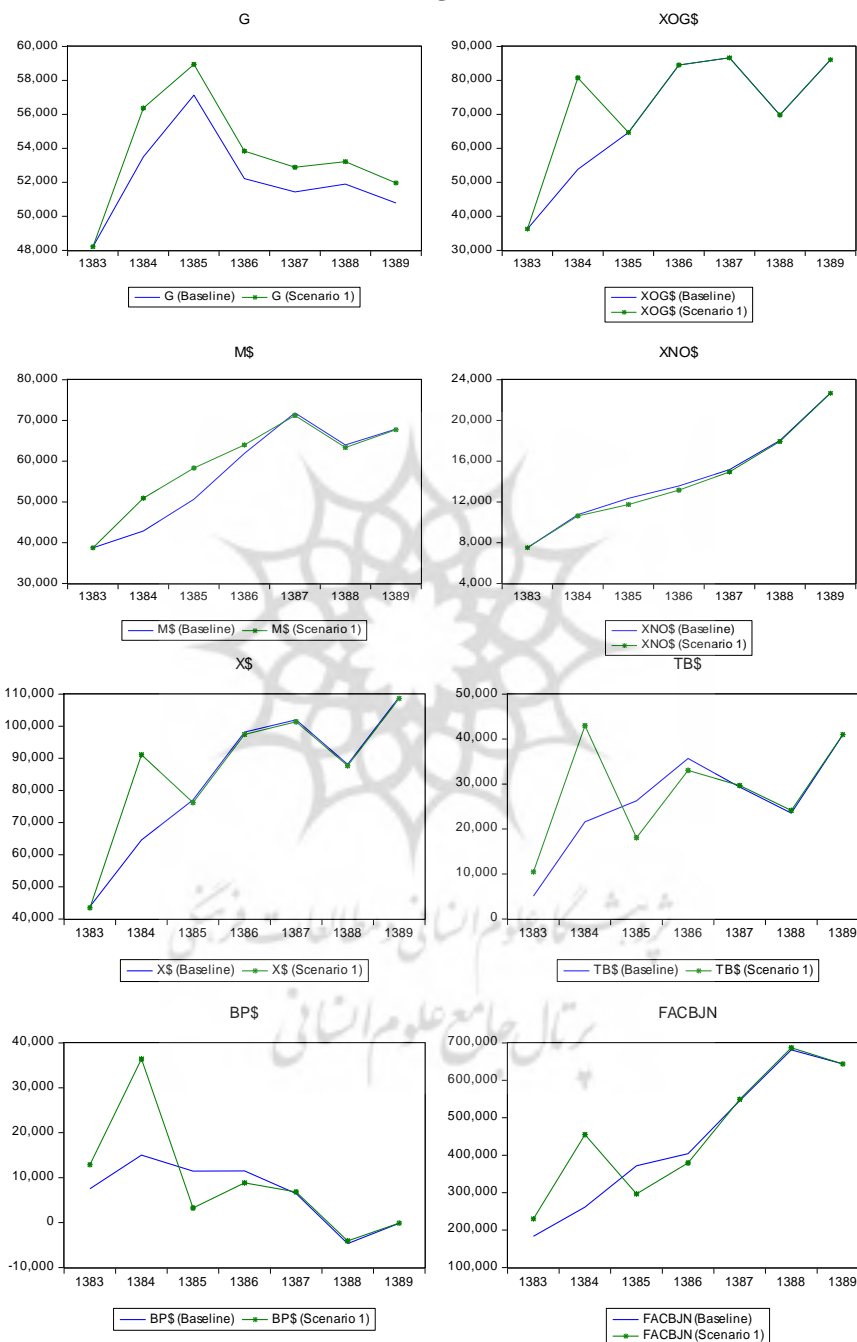 G
60,000
58,000
56,000
54,000
52,000
50,000
48,000
1383 1384 1385 1386 1387 1388 1389
G (Baseline) G (Scenario 1)
XOG$
90,000
80,000
70,000
60,000
50,000
40,000
30,000
1383 1384 1385 1386 1387 1388 1389
XOG$ (Baseline)
XOG$ (Scenario 1)
M$
80,000
70,000
60,000
50,000
40,000
30,000
1383 1384 1385 1386 1387 1388 1389
M$ (Baseline) M$ (Scenario 1)
XNO$
24,000
20,000
16,000
12,000
8,000
4,000
1383 1384 1385 1386 1387 1388 1389
XNO$ (Baseline)
XNO$ (Scenario 1)
X$
110,000
100,000
90,000
80,000
70,000
60,000
50,000
40,000
1383 1384 1385 1386 1387 1388 1389
X$ (Baseline) X$ (Scenario 1)
TB$
50,000
40,000
30,000
20,000
10,000
0
1383 1384 1385 1386 1387 1388 1389
TB$ (Baseline) TB$ (Scenario 1)
پژوهشگاه علوم انسانی و مطالعات فرهنگی
پرتال جامع علوم انسانی
BP$
40,000
30,000
20,000
10,000
0
-10,000
1383 1384 1385 1386 1387 1388 1389
BP$ (Baseline) BP$ (Scenario 1)
FACBJN
700,000
600,000
500,000
400,000
300,000
200,000
100,000
1383 1384 1385 1386 1387 1388 1389
FACBJN (Baseline)
FACBJN (Scenario 1)